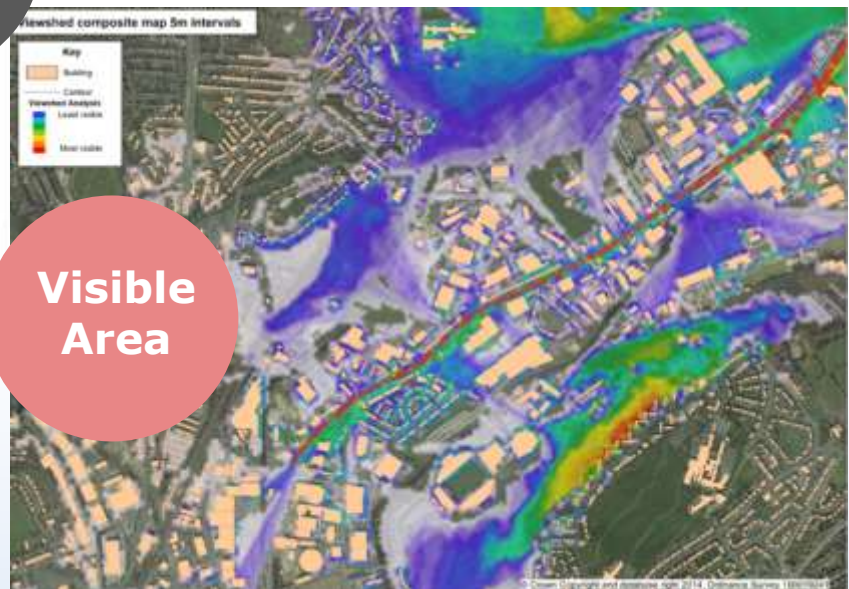 Viewshed composite map 5m intervals
Key
Building
Contour
Viewshed Analysis
Least visible
Most visible
Visible
Area
© Crown Copyright and database right 2014. Ordnance Survey